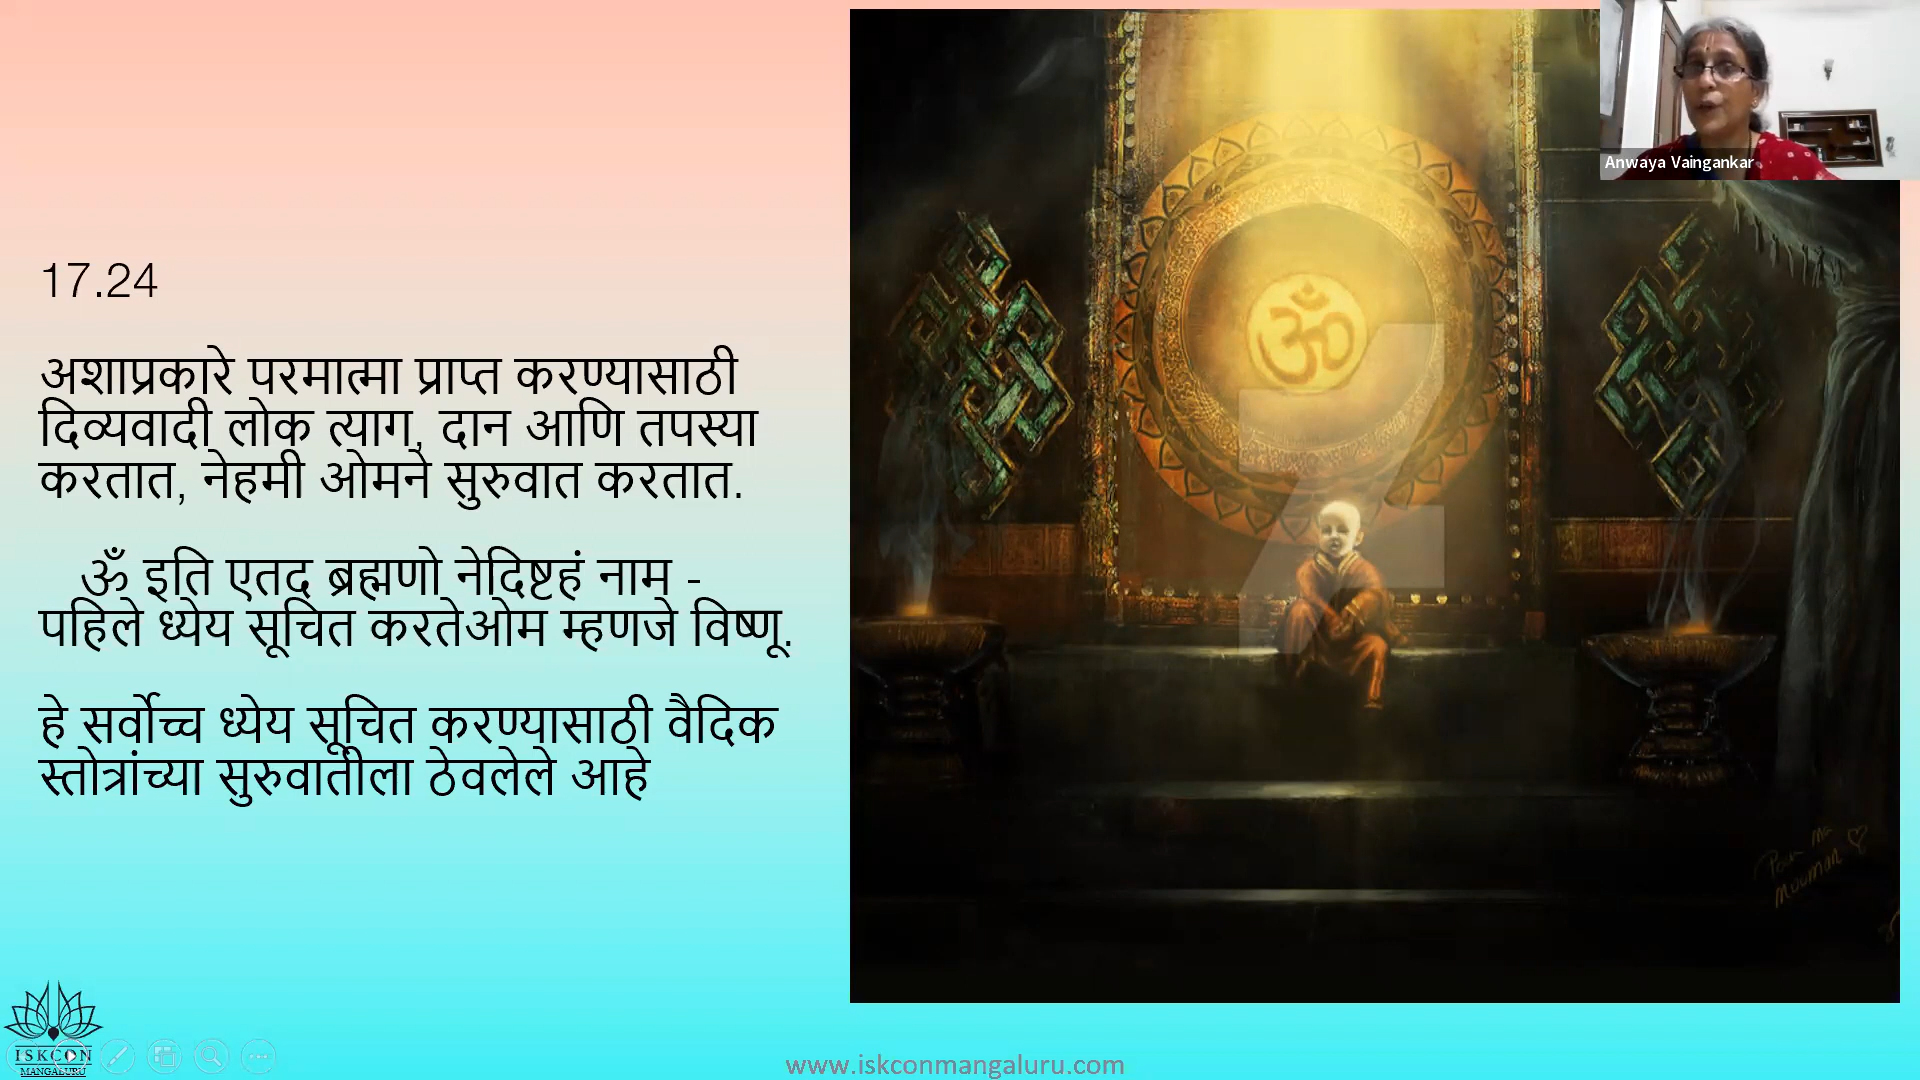 Anwaya Vaingankar
17.24
अशाप्रकारे परमात्मा प्राप्त करण्यासाठी
दिव्यवादी लोक त्याग, दान आणि तपस्या
करतात, नेहमी ओमने सुरुवात करतात.
ॐ इति एतद ब्रह्मणो नेदिष्टहं नाम -
पहिले ध्येय सूचित करतेओम म्हणजे विष्णू.
हे सर्वोच्च ध्येय सूचित करण्यासाठी वैदिक
स्तोत्रांच्या सुरुवातीला ठेवलेले आहे
ॐ
ISKCON
MANGALURU
www.iskconmangaluru.com